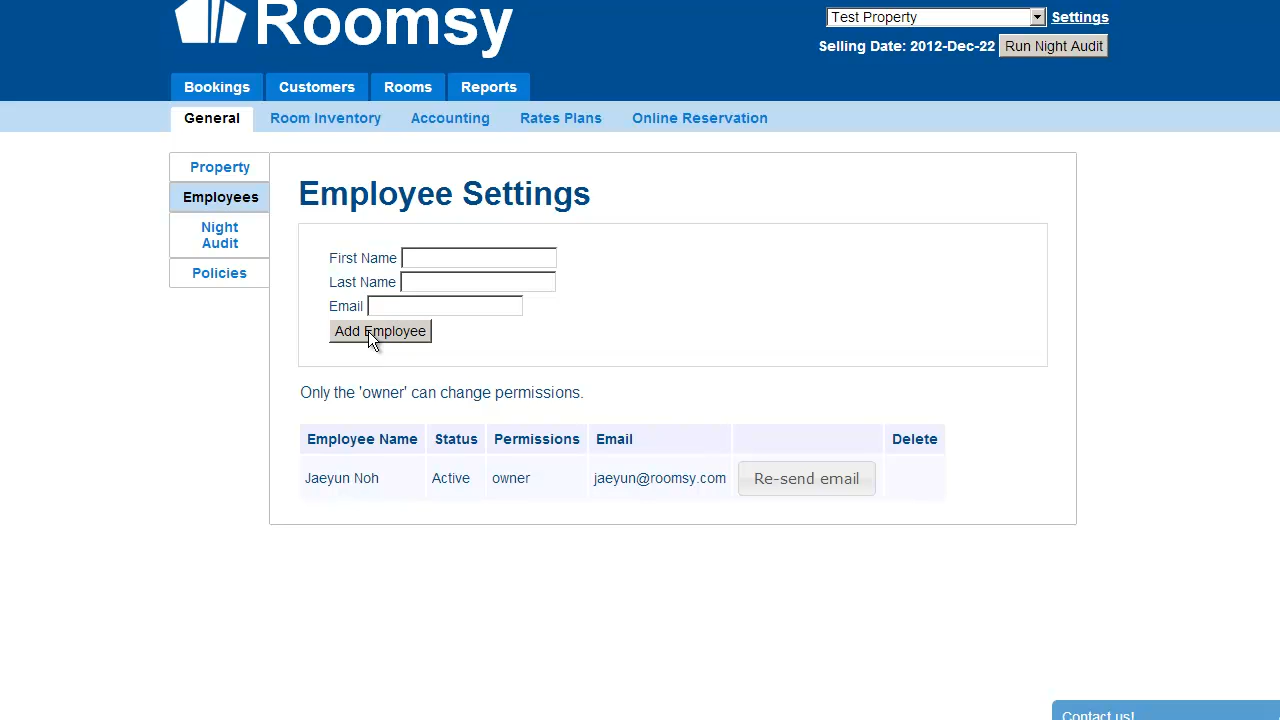 Roomsy
Test Property
Settings
Selling Date: 2012-Dec-22
Run Night Audit
Bookings
Customers
Rooms
Reports
General
Room Inventory
Accounting
Rates Plans
Online Reservation
Property
Employees
Night
Audit
Policies
Employee Settings
First Name
Last Name
Email
Add Employee
Only the 'owner' can change permissions.
Employee Name Status Permissions Email Delete
Jaeyun Noh Active owner jaeyun@roomsy.com Re-send email
Contact us!